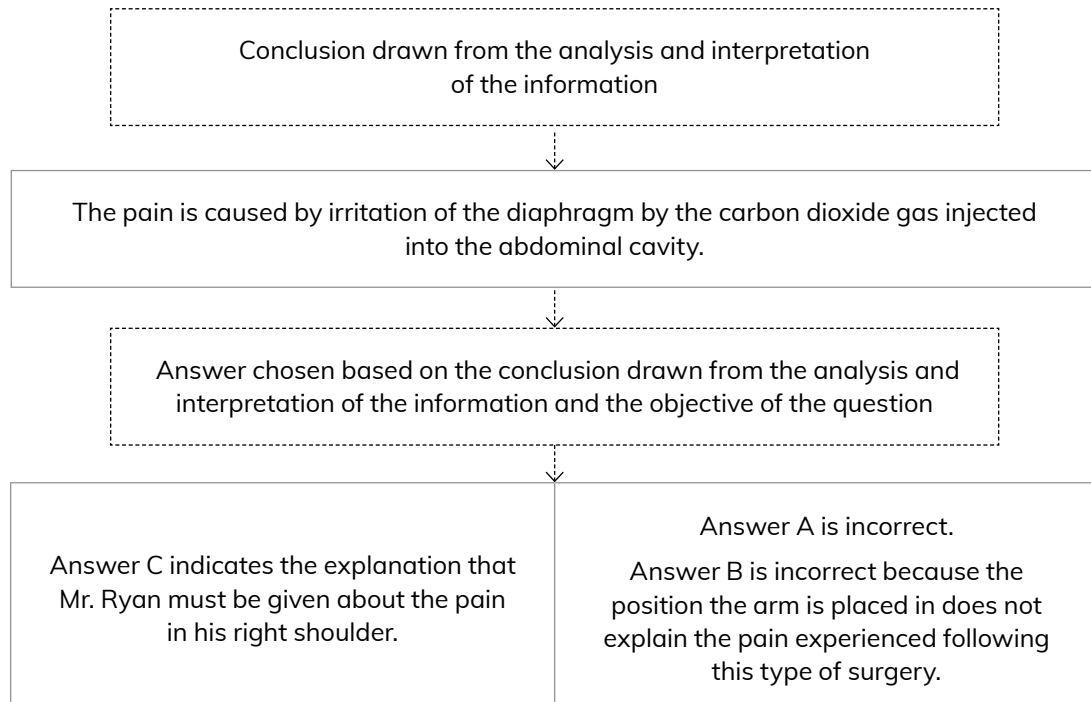 Conclusion drawn from the analysis and interpretation
of the information
The pain is caused by irritation of the diaphragm by the carbon dioxide gas injected
into the abdominal cavity.
Answer chosen based on the conclusion drawn from the analysis and
interpretation of the information and the objective of the question
Answer C indicates the explanation that
Mr. Ryan must be given about the pain
in his right shoulder.
Answer A is incorrect.
Answer B is incorrect because the
position the arm is placed in does not
explain the pain experienced following
this type of surgery.